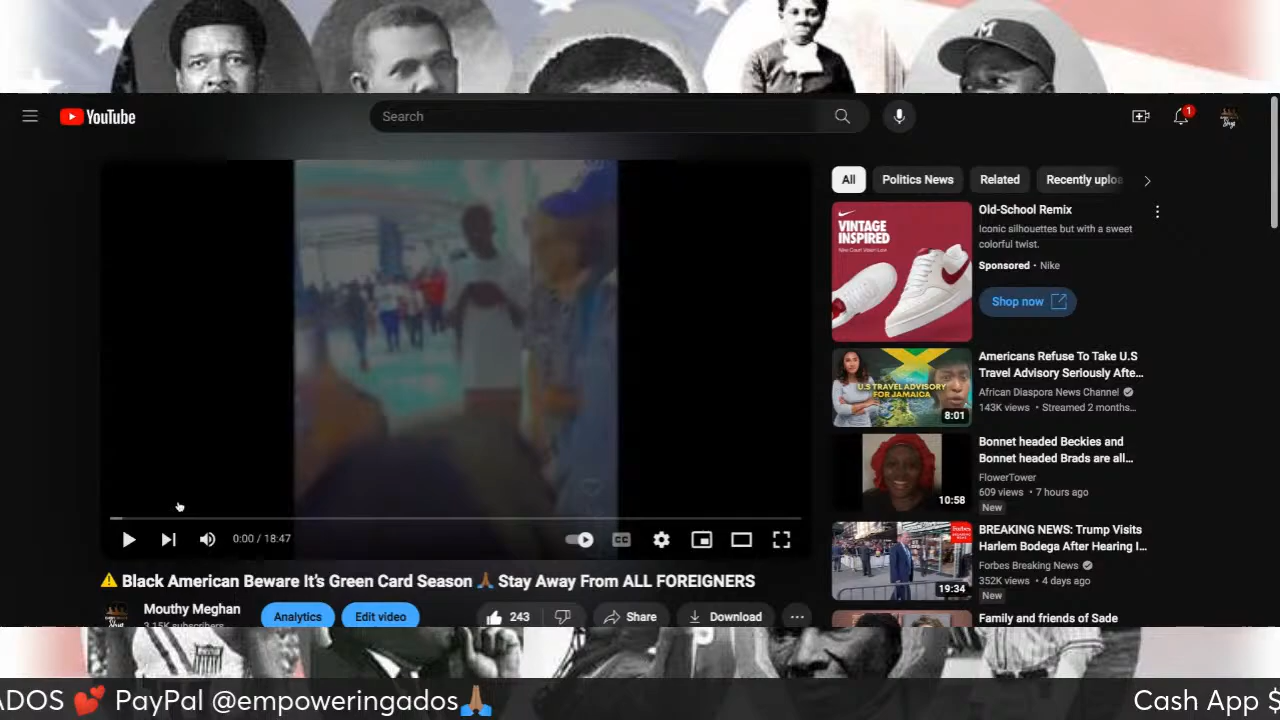 M
YouTube
Search
1
All
Politics News
Related
Recently uploa
VINTAGE
INSPIRED
Old-School Remix
Iconic silhouettes but with a sweet
colorful twist.
Sponsored • Nike
Shop now
U.S TRAVEL ADVISORY
FOR JAMAICA
8:01
Americans Refuse To Take U.S
Travel Advisory Seriously Afte...
African Diaspora News Channel
143K views • Streamed 2 months...
10:58
Bonnet headed Beckies and
Bonnet headed Brads are all...
FlowerTower
609 views • 7 hours ago
New
19:34
BREAKING NEWS: Trump Visits
Harlem Bodega After Hearing I...
Forbes Breaking News
352K views • 4 days ago
New
Family and friends of Sade
0:00 / 18:47
CC
⚠️ Black American Beware It's Green Card Season 🙏🏽 Stay Away From ALL FOREIGNERS
Mouthy Meghan
3.15K subscribers
Analytics
Edit video
243
Share
Download
ADOS 💕 PayPal @empoweringados🙏🏽
Cash App $